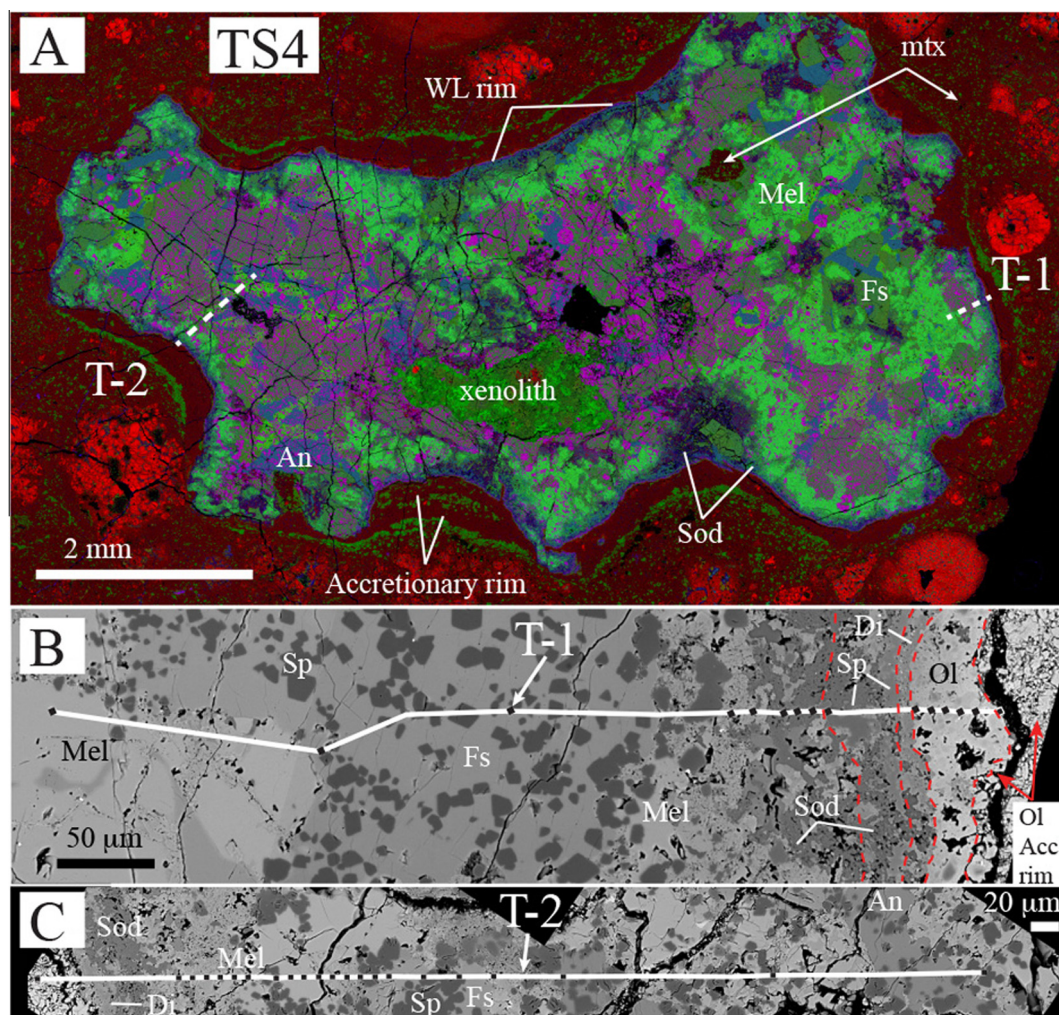 A
TS4
mtx
WL rim
Mel
T-1
Fs
T-2
xenolith
An
Sod
2 mm
Accretionary rim
B
T-1
Di
Sp
Sp
Ol
Mel
Fs
Mel
Sod
50 μm
Ol
Acc
rim
C
T-2
An
20 μm
Sod
Mel
Di
Sp
Fs